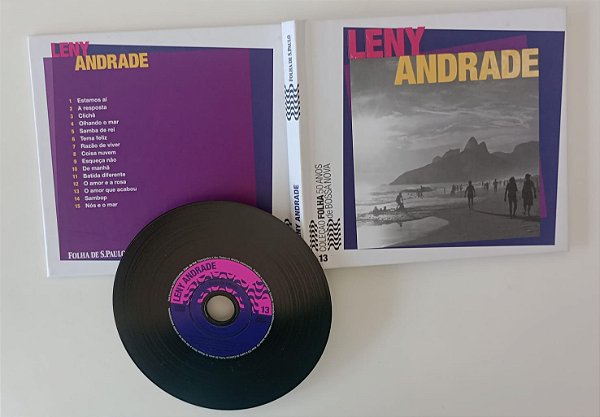 LENY
ANDRADE
1 Estamos aí
2 A resposta
3 Clichê
4 Olhando o mar
5 Samba de rei
6 Tema feliz
7 Razão de viver
8 Coisa nuvem
9 Esqueça não
10 De manhã
11 Batida diferente
12 O amor e a rosa
13 O amor que acabou
14 Sambop
15 Nós e o mar
FOLHA DE S.PAULO
FOLHA DE S.PAULO
LENY ANDRADE
13
COLEÇÃO FOLHA 50 ANOS
de BOSSA NOVA
LENY
ANDRADE
LENY ANDRADE
13